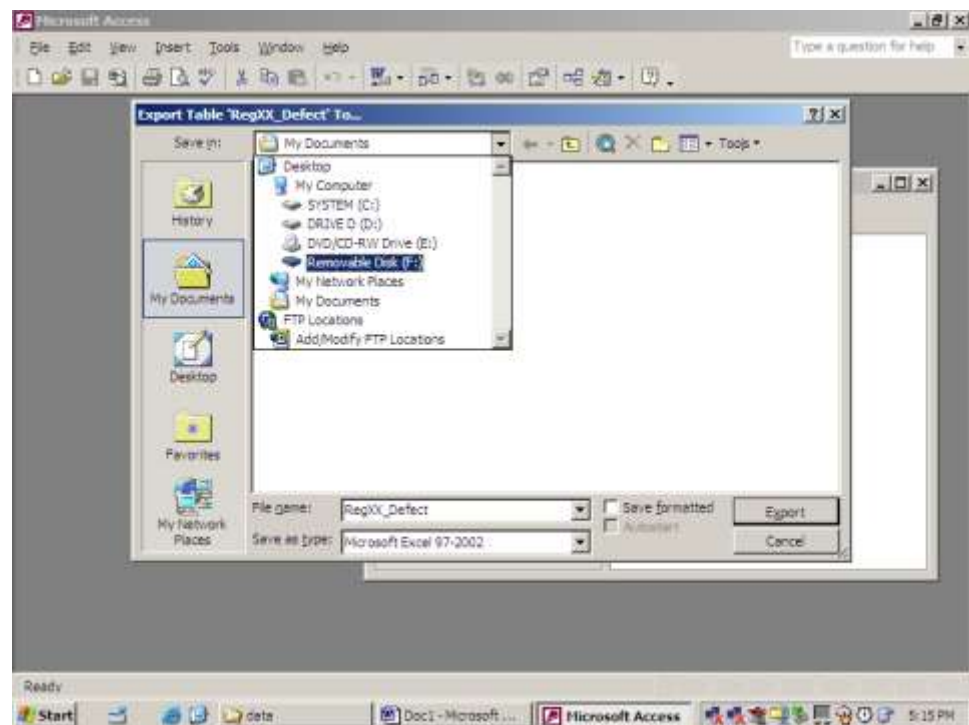 Microsoft Access
File Edit View Insert Tools Window Help
Type a question for help
Export Table 'RegXX_Defect' To...
Save in:
My Documents
Tools
Desktop
My Computer
SYSTEM (C:)
DRIVE D (D:)
DVD/CD-RW Drive (E:)
Removable Disk (F:)
My Network Places
My Documents
FTP Locations
Add/Modify FTP Locations
History
My Documents
Desktop
Favorites
My Network
Places
File name:
RegXX_Defect
Save as type:
Microsoft Excel 97-2002
Save formatted
Autostart
Export
Cancel
Ready
Start
data
Doc1 - Microsoft ...
Microsoft Access
5:15 PM